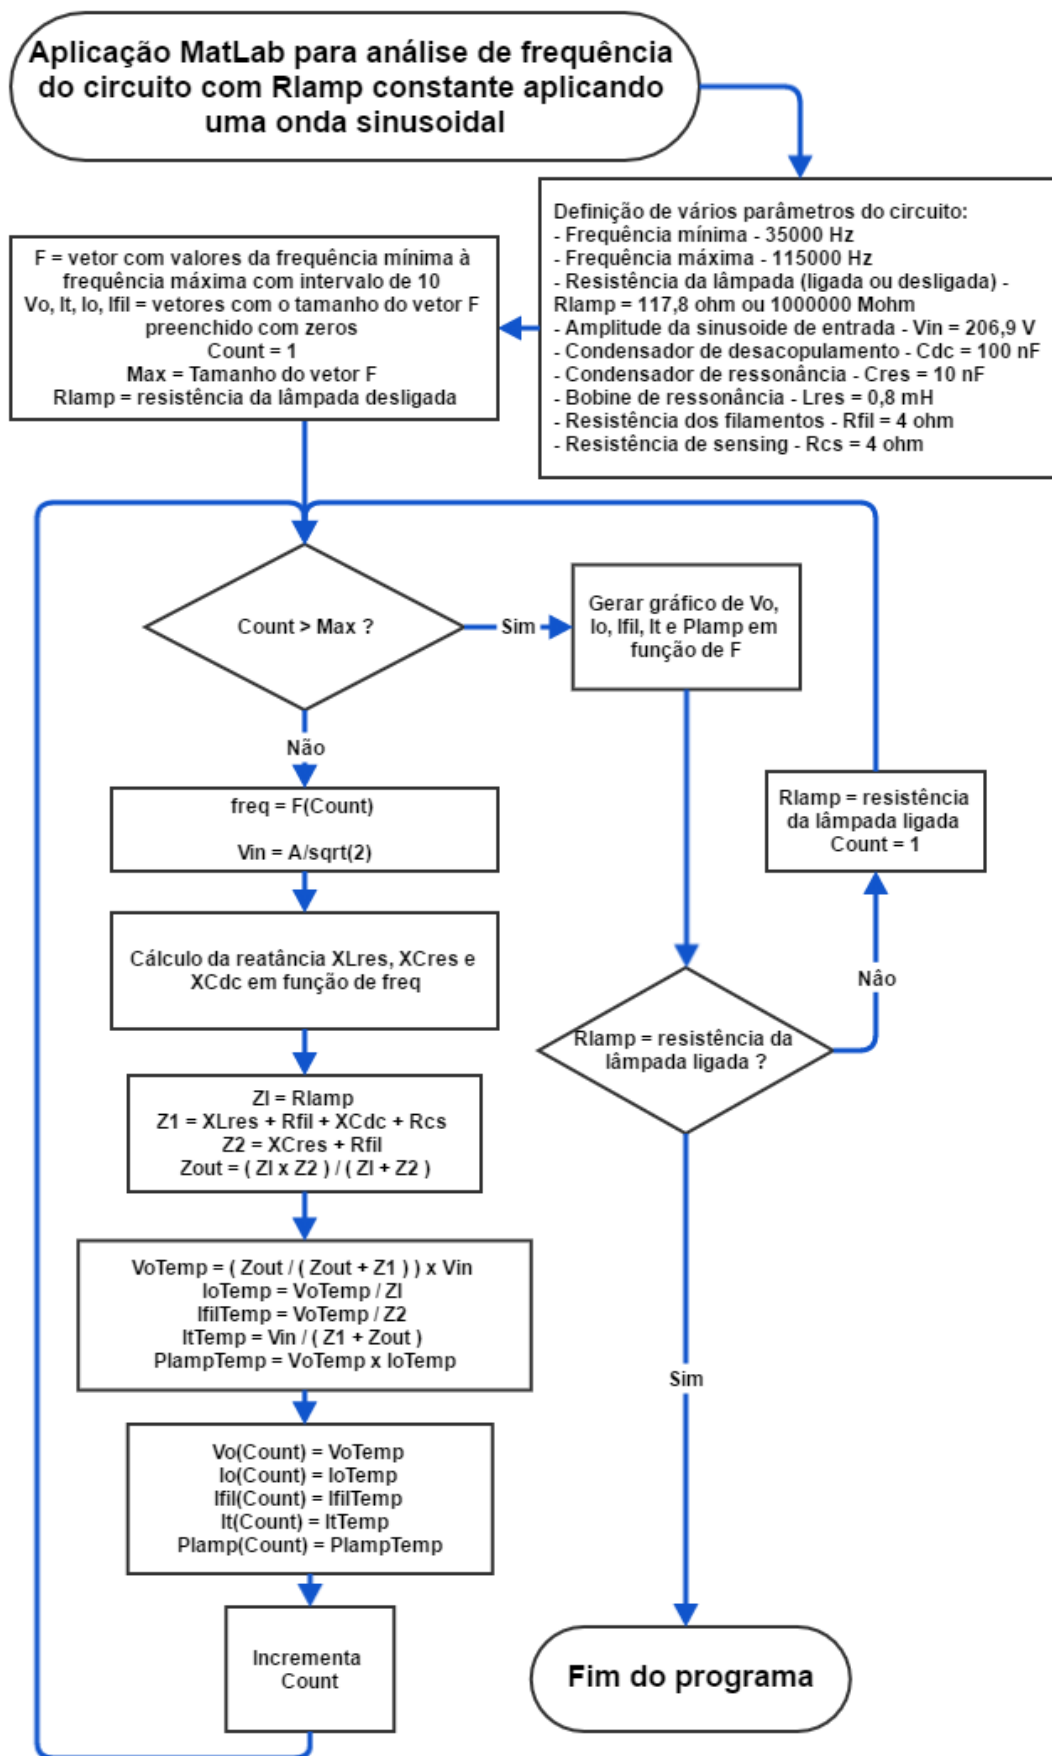 Aplicação MatLab para análise de frequência
do circuito com Rlamp constante aplicando
uma onda sinusoidal
Definição de vários parâmetros do circuito:
- Frequência mínima - 35000 Hz
- Frequência máxima - 115000 Hz
- Resistência da lâmpada (ligada ou desligada) -
Rlamp = 117,8 ohm ou 1000000 Mohm
- Amplitude da sinusoide de entrada - Vin = 206,9 V
- Condensador de desacopulamento - Cdc = 100 nF
- Condensador de ressonância - Cres = 10 nF
- Bobine de ressonância - Lres = 0,8 mH
- Resistência dos filamentos - Rfil = 4 ohm
- Resistência de sensing - Rcs = 4 ohm
F = vetor com valores da frequência mínima à
frequência máxima com intervalo de 10
Vo, It, Io, Ifil = vetores com o tamanho do vetor F
preenchido com zeros
Count = 1
Max = Tamanho do vetor F
Rlamp = resistência da lâmpada desligada
Count > Max ?
Sim
Gerar gráfico de Vo,
Io, Ifil, It e Plamp em
função de F
Não
freq = F(Count)
Vin = A/sqrt(2)
Cálculo da reatância XLres, XCres e
XCdc em função de freq
Zl = Rlamp
Z1 = XLres + Rfil + XCdc + Rcs
Z2 = XCres + Rfil
Zout = ( Zl x Z2 ) / ( Zl + Z2 )
VoTemp = ( Zout / ( Zout + Z1 ) ) x Vin
IoTemp = VoTemp / Zl
IfilTemp = VoTemp / Z2
ItTemp = Vin / ( Z1 + Zout )
PlampTemp = VoTemp x IoTemp
Vo(Count) = VoTemp
Io(Count) = IoTemp
Ifil(Count) = IfilTemp
It(Count) = ItTemp
Plamp(Count) = PlampTemp
Incrementa
Count
Rlamp = resistência da
lâmpada ligada ?
Nâo
Rlamp = resistência
da lâmpada ligada
Count = 1
Sim
Fim do programa